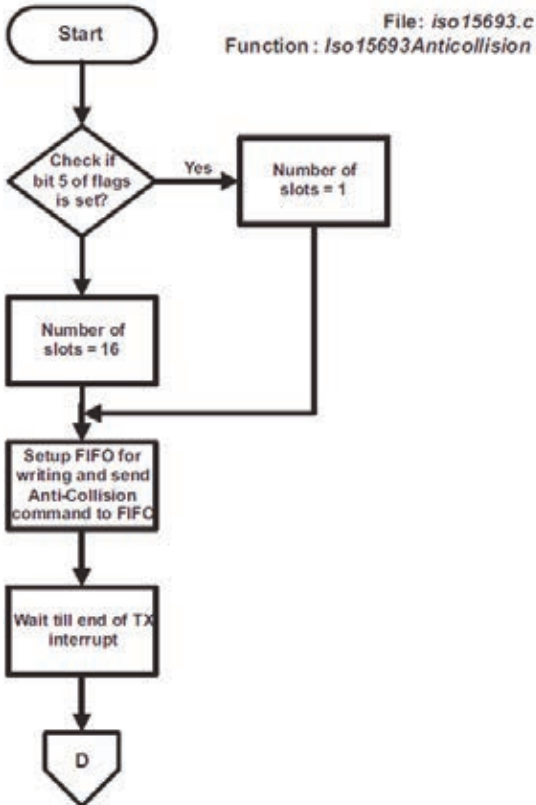 Start
File: iso15693.c
Function : Iso15693Anticollision
Check if
bit 5 of flags
is set?
Yes
Number of
slots = 1
Number of
slots = 16
Setup FIFO for
writing and send
Anti-Collision
command to FIFO
Wait till end of TX
interrupt
D